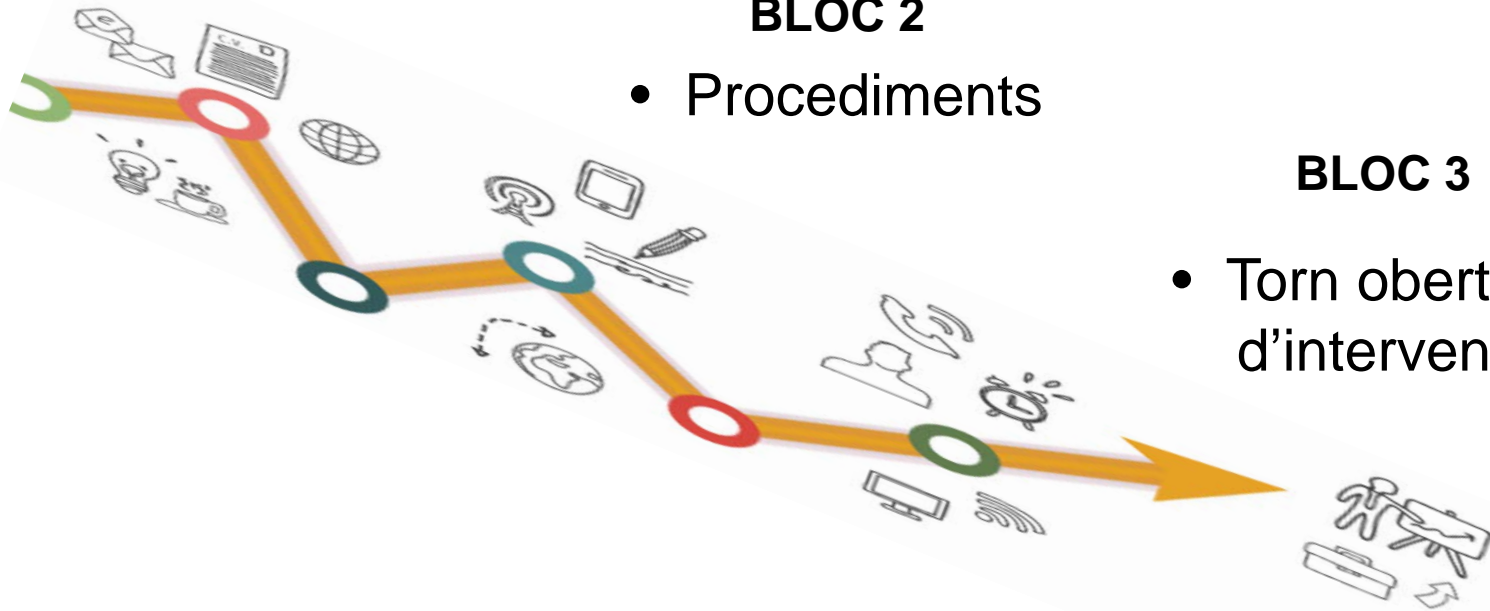 BLOC 2
• Procediments
BLOC 3
• Torn obert
d’interven
C.V.